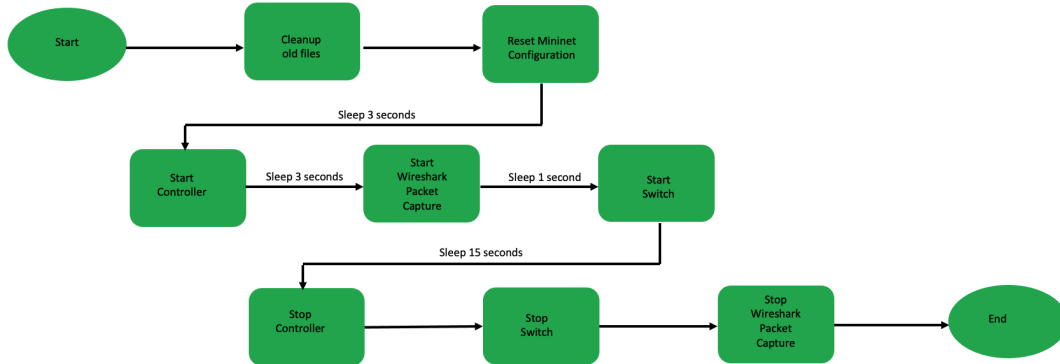 Start
Cleanup
old files
Reset Mininet
Configuration
Sleep 3 seconds
Start
Controller
Sleep 3 seconds
Start
Wireshark
Packet
Capture
Sleep 1 second
Start
Switch
Sleep 15 seconds
Stop
Controller
Stop
Switch
Stop
Wireshark
Packet
Capture
End